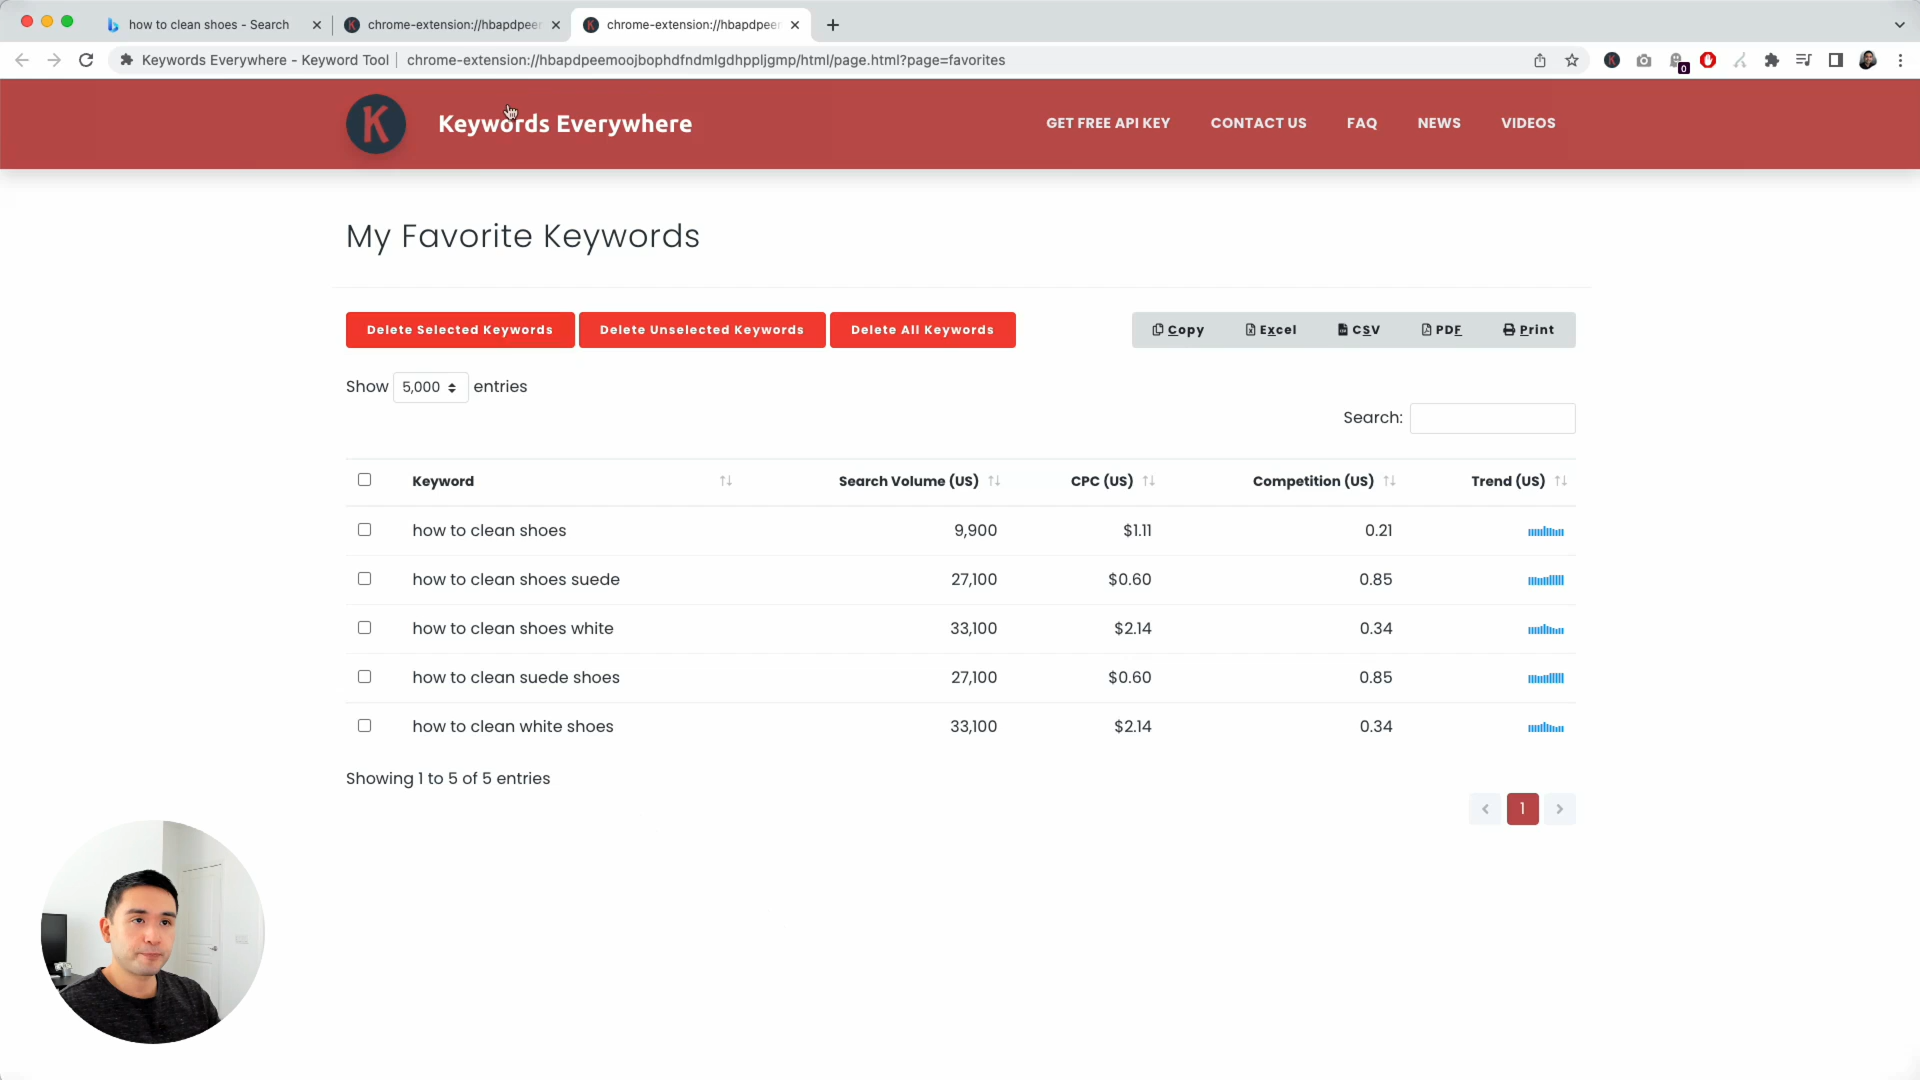 how to clean shoes - Search
chrome-extension://hbapdpeer
chrome-extension://hbapdpeer
Keywords Everywhere - Keyword Tool | chrome-extension://hbapdpeemoojbophdfndmlgdhppljgmp/html/page.html?page=favorites
0
K Keywords Everywhere
GET FREE API KEY CONTACT US FAQ NEWS VIDEOS
My Favorite Keywords
Delete Selected Keywords Delete Unselected Keywords Delete All Keywords
Copy Excel CSV PDF Print
Show 5,000 entries
Search:
Keyword Search Volume (US) CPC (US) Competition (US) Trend (US)
how to clean shoes 9,900 $1.11 0.21
how to clean shoes suede 27,100 $0.60 0.85
how to clean shoes white 33,100 $2.14 0.34
how to clean suede shoes 27,100 $0.60 0.85
how to clean white shoes 33,100 $2.14 0.34
Showing 1 to 5 of 5 entries
1